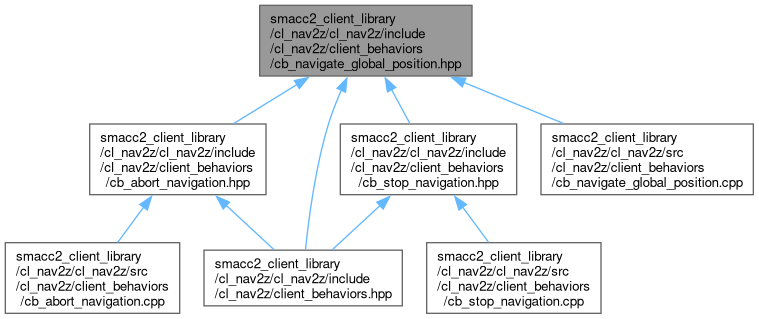 smacc2_client_library
/cl_nav2z/cl_nav2z/include
/cl_nav2z/client_behaviors
/cb_navigate_global_position.hpp
smacc2_client_library
/cl_nav2z/cl_nav2z/include
/cl_nav2z/client_behaviors
/cb_abort_navigation.hpp
smacc2_client_library
/cl_nav2z/cl_nav2z/include
/cl_nav2z/client_behaviors
/cb_stop_navigation.hpp
smacc2_client_library
/cl_nav2z/cl_nav2z/src
/cl_nav2z/client_behaviors
/cb_navigate_global_position.cpp
smacc2_client_library
/cl_nav2z/cl_nav2z/src
/cl_nav2z/client_behaviors
/cb_abort_navigation.cpp
smacc2_client_library
/cl_nav2z/cl_nav2z/include
/cl_nav2z/client_behaviors.hpp
smacc2_client_library
/cl_nav2z/cl_nav2z/src
/cl_nav2z/client_behaviors
/cb_stop_navigation.cpp